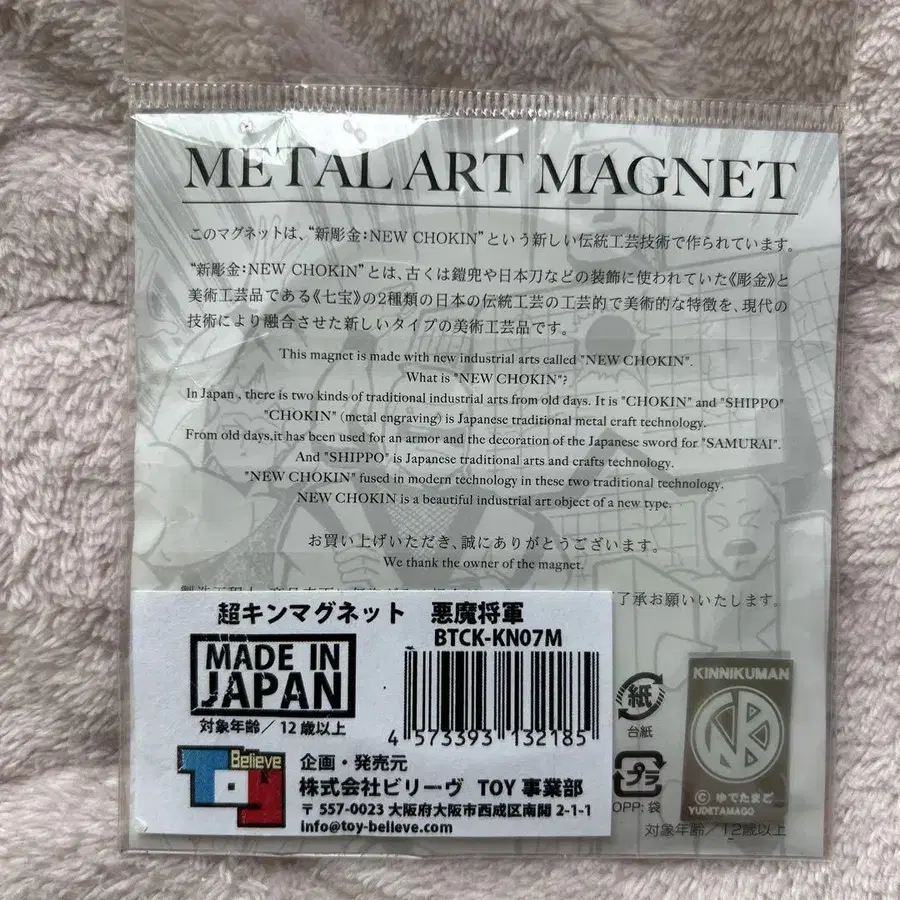 METAL ART MAGNET
このマグネットは、“新彫金:NEW CHOKIN”という新しい伝統工芸技術で作られています。
“新彫金:NEW CHOKIN”とは、古くは鎧兜や日本刀などの装飾に使われていた《彫金》と
美術工芸品である《七宝》の2種類の日本の伝統工芸の工芸的で美術的な特徴を、現代の
技術により融合させた新しいタイプの美術工芸品です。
This magnet is made with new industrial arts called "NEW CHOKIN".
What is "NEW CHOKIN"?
In Japan , there is two kinds of traditional industrial arts from old days. It is "CHOKIN" and "SHIPPO"
"CHOKIN" (metal engraving) is Japanese traditional metal craft technology.
From old days.it has been used for an armor and the decoration of the Japanese sword for "SAMURAI".
And "SHIPPO" is Japanese traditional arts and crafts technology.
"NEW CHOKIN" fused in modern technology in these two traditional technology.
NEW CHOKIN is a beautiful industrial art object of a new type.
お買い上げいただき、誠にありがとうございます。
We thank the owner of the magnet.
了承お願いいたします。
超キンマグネット 悪魔将軍
BTCK-KN07M
MADE IN
JAPAN
対象年齢/12歳以上
4 573393 132185
Believe
TOY
企画・発売元
株式会社ビリーヴ TOY事業部
〒557-0023 大阪府大阪市西成区南開 2-1-1
info@toy-believe.com
紙
台紙
プラ
OPP:袋
KINNIKUMAN
© ゆでたまご
YUDETAMAGO
対象年齢/12歳以上